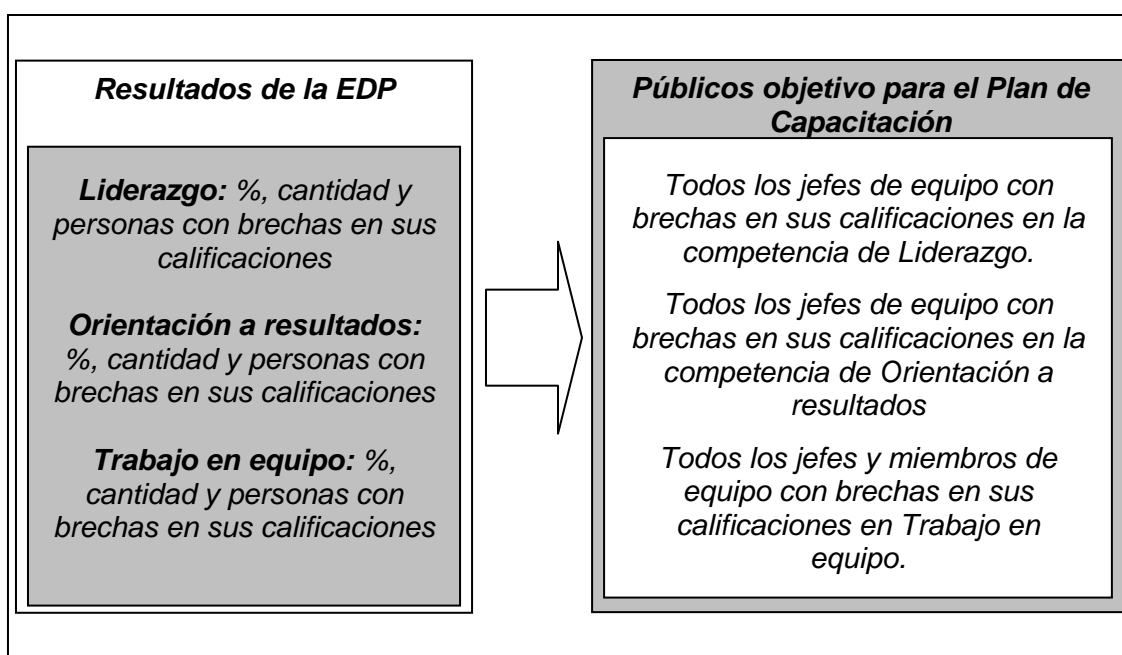 Resultados de la EDP
Liderazgo: %, cantidad y
personas con brechas en sus
calificaciones
Orientación a resultados:
%, cantidad y personas con
brechas en sus calificaciones
Trabajo en equipo: %,
cantidad y personas con
brechas en sus calificaciones
Públicos objetivo para el Plan de
Capacitación
Todos los jefes de equipo con
brechas en sus calificaciones en la
competencia de Liderazgo.
Todos los jefes de equipo con
brechas en sus calificaciones en la
competencia de Orientación a
resultados
Todos los jefes y miembros de
equipo con brechas en sus
calificaciones en Trabajo en
equipo.